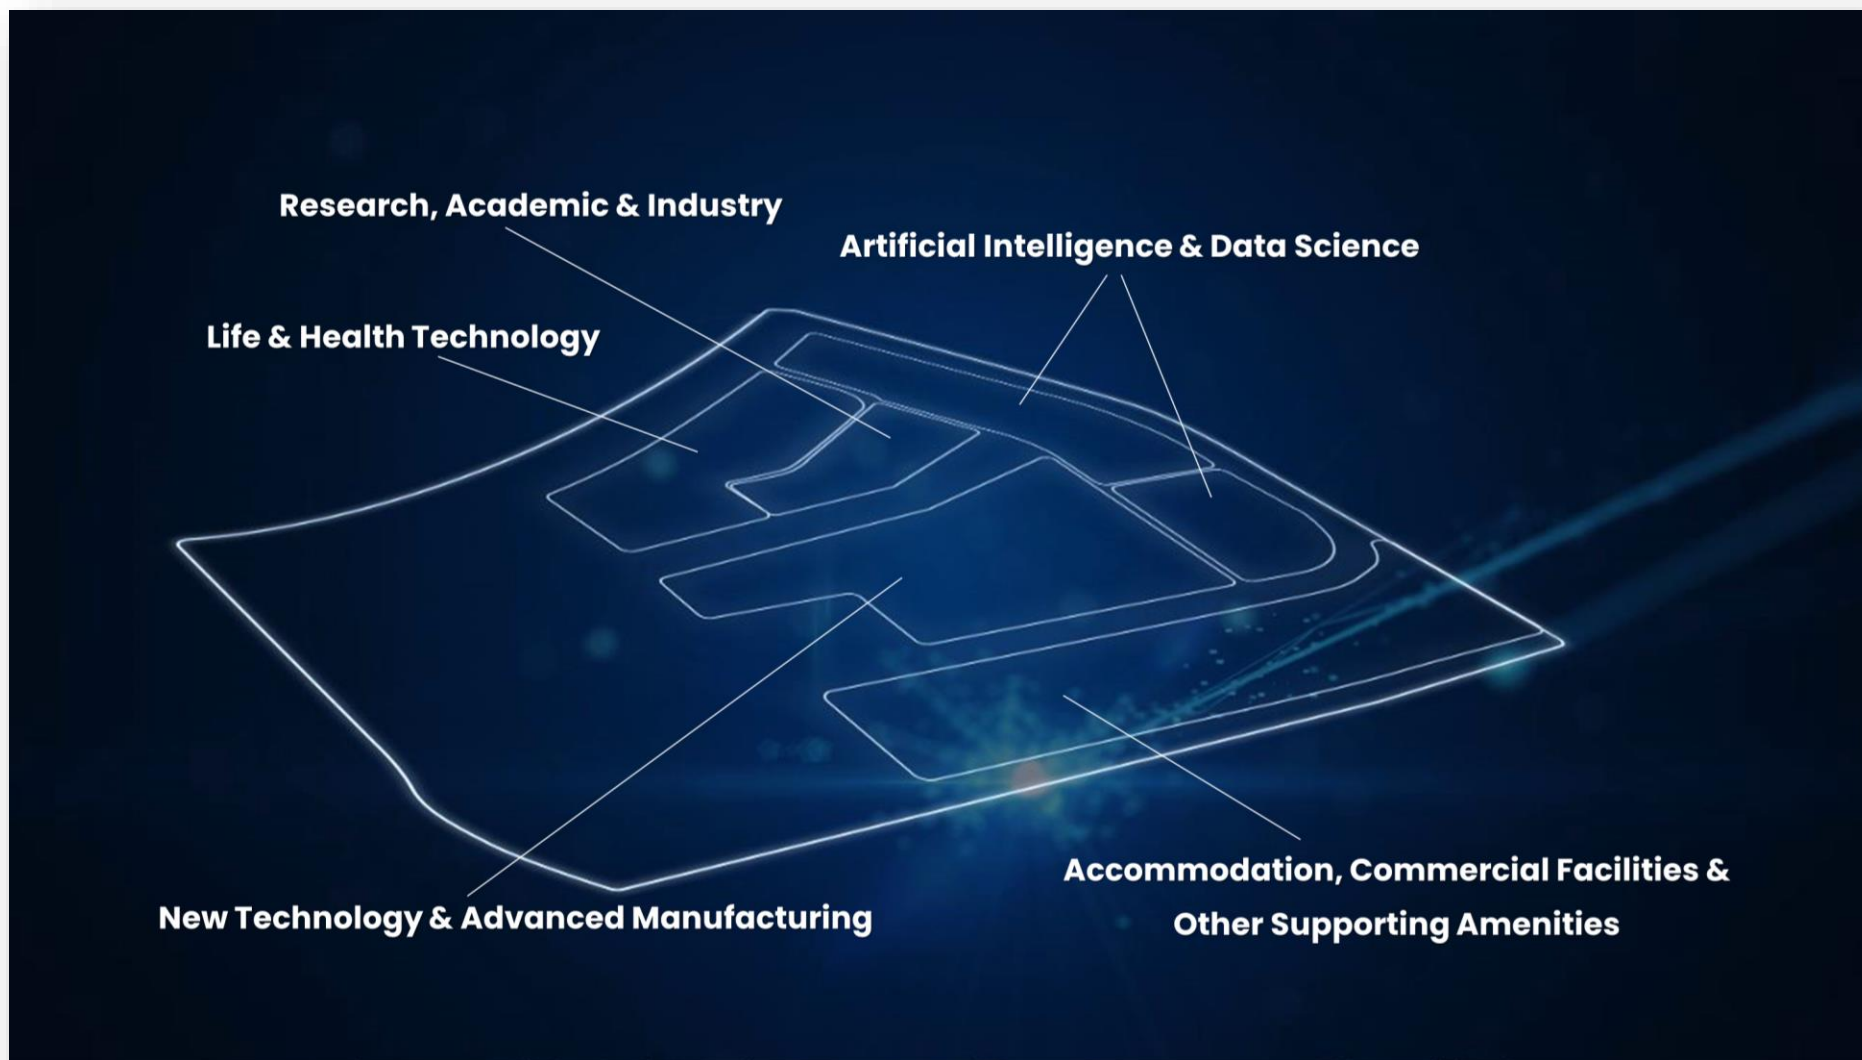 Research, Academic & Industry
Artificial Intelligence & Data Science
Life & Health Technology
Accommodation, Commercial Facilities &
Other Supporting Amenities
New Technology & Advanced Manufacturing